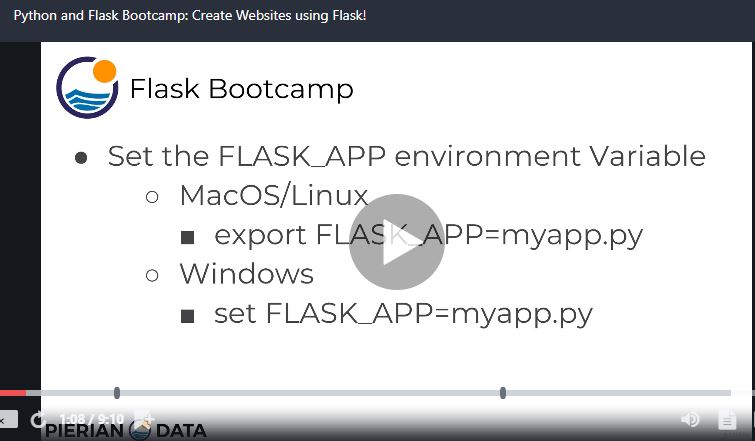 Python and Flask Bootcamp: Create Websites using Flask!
Flask Bootcamp
● Set the FLASK_APP environment Variable
○ MacOS/Linux
■ export FLASK_APP=myapp.py
○ Windows
■ set FLASK_APP=myapp.py
1:08 / 9:10
PIERIAN DATA